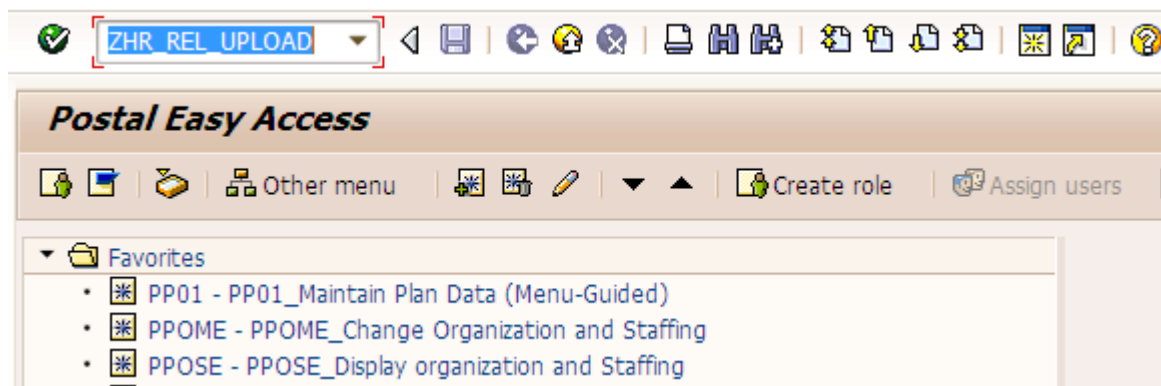 ZHR_REL_UPLOAD
Postal Easy Access
Other menu Create role Assign users
Favorites
PP01 - PP01_Maintain Plan Data (Menu-Guided)
PPOME - PPOME_Change Organization and Staffing
PPOSE - PPOSE_Display organization and Staffing